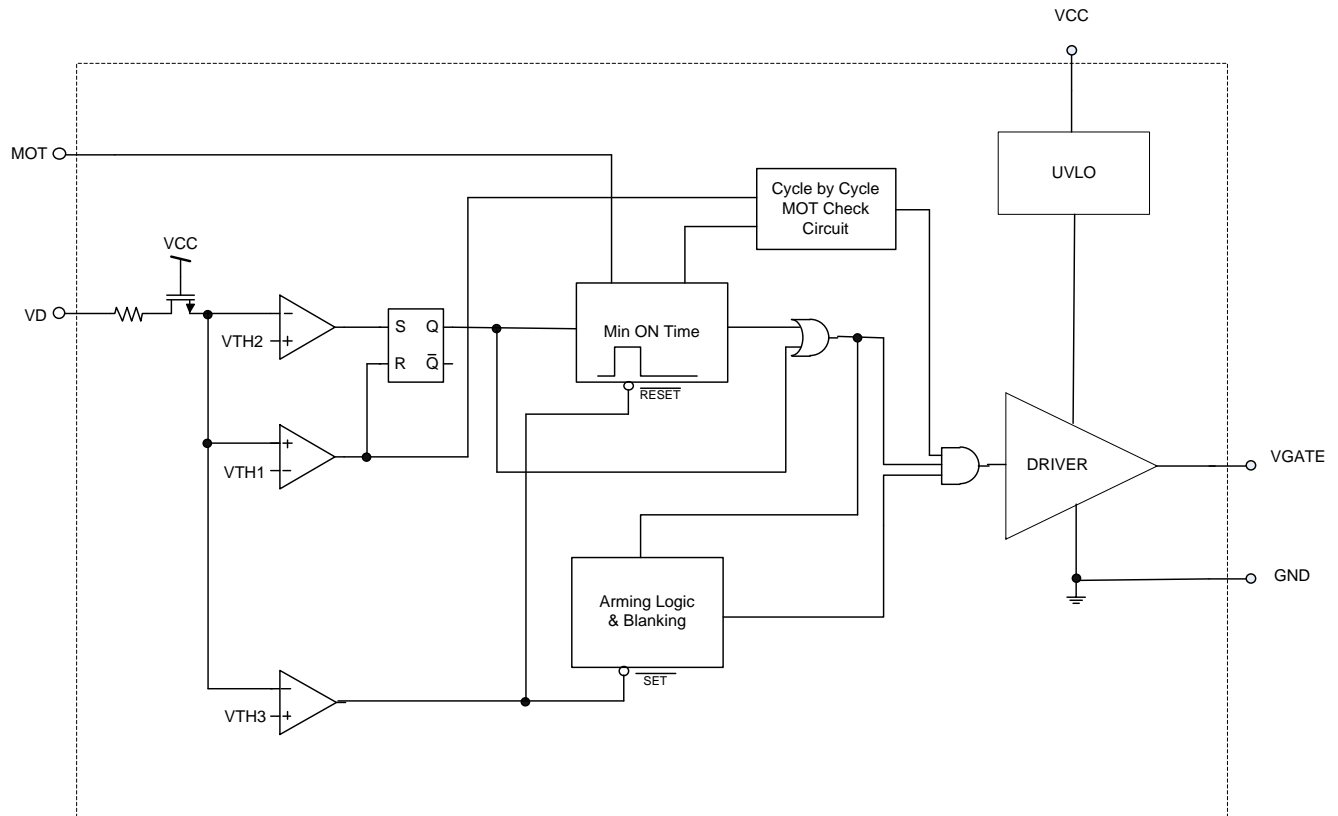 VCC
MOT
Cycle by Cycle
MOT Check
Circuit
UVLO
VCC
VD
VTH2
S Q
R Q̅
Min ON Time
RESET
VTH1
DRIVER
VGATE
GND
Arming Logic
& Blanking
SET
VTH3